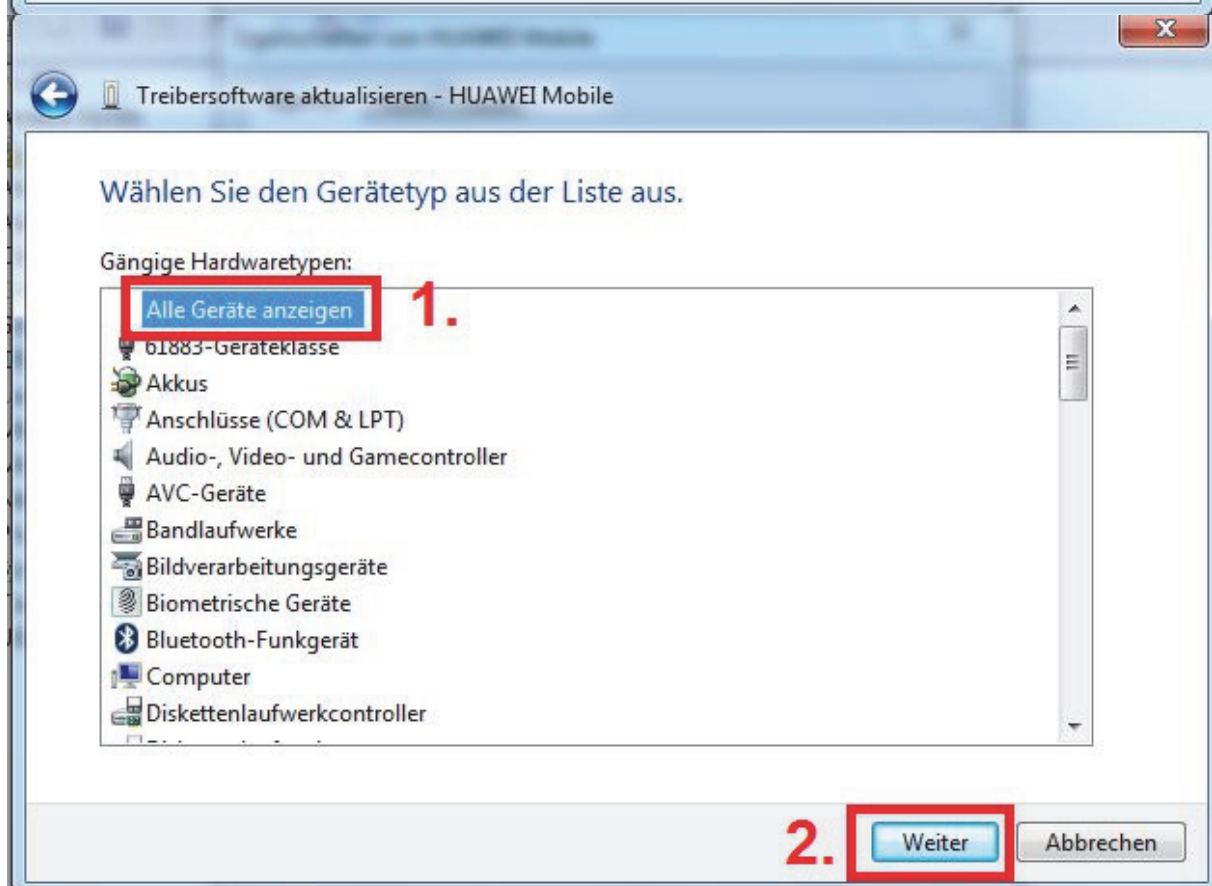 Treibersoftware aktualisieren - HUAWEI Mobile
Wählen Sie den Gerätetyp aus der Liste aus.
Gängige Hardwaretypen:
Alle Geräte anzeigen
1.
61883-Geräteklasse
Akkus
Anschlüsse (COM & LPT)
Audio-, Video- und Gamecontroller
AVC-Geräte
Bandlaufwerke
Bildverarbeitungsgeräte
Biometrische Geräte
Bluetooth-Funkgerät
Computer
Diskettenlaufwerkcontroller
2.
Weiter
Abbrechen